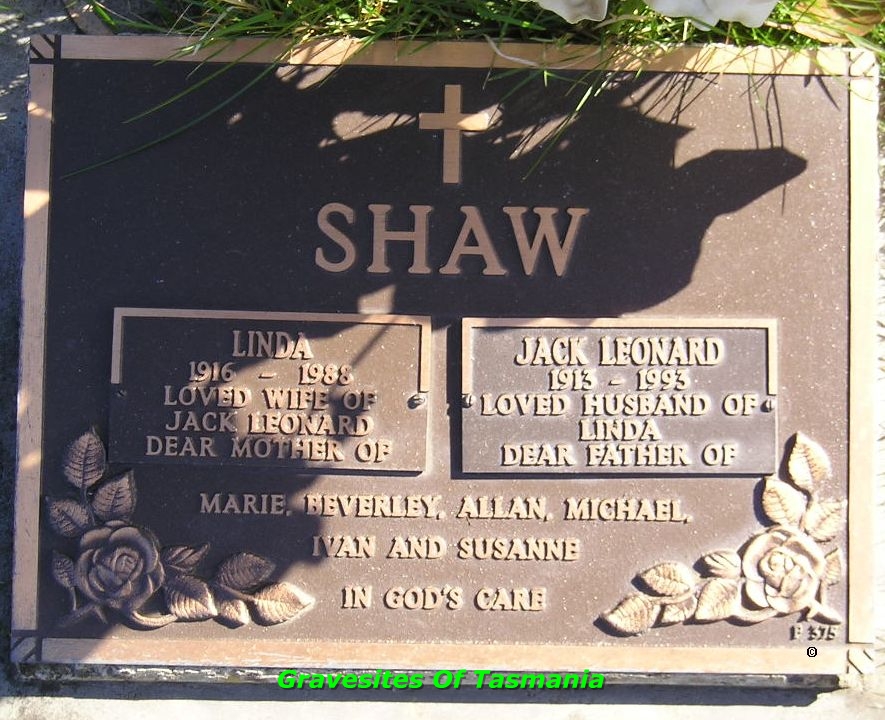 SHAW
LINDA
1916 - 1988
LOVED WIFE OF
JACK LEONARD
DEAR MOTHER OF
JACK LEONARD
1913 - 1993
LOVED HUSBAND OF
LINDA
DEAR FATHER OF
MARIE, BEVERLEY, ALLAN, MICHAEL,
IVAN AND SUSANNE
IN GOD'S CARE
P 375
©
Gravesites Of Tasmania